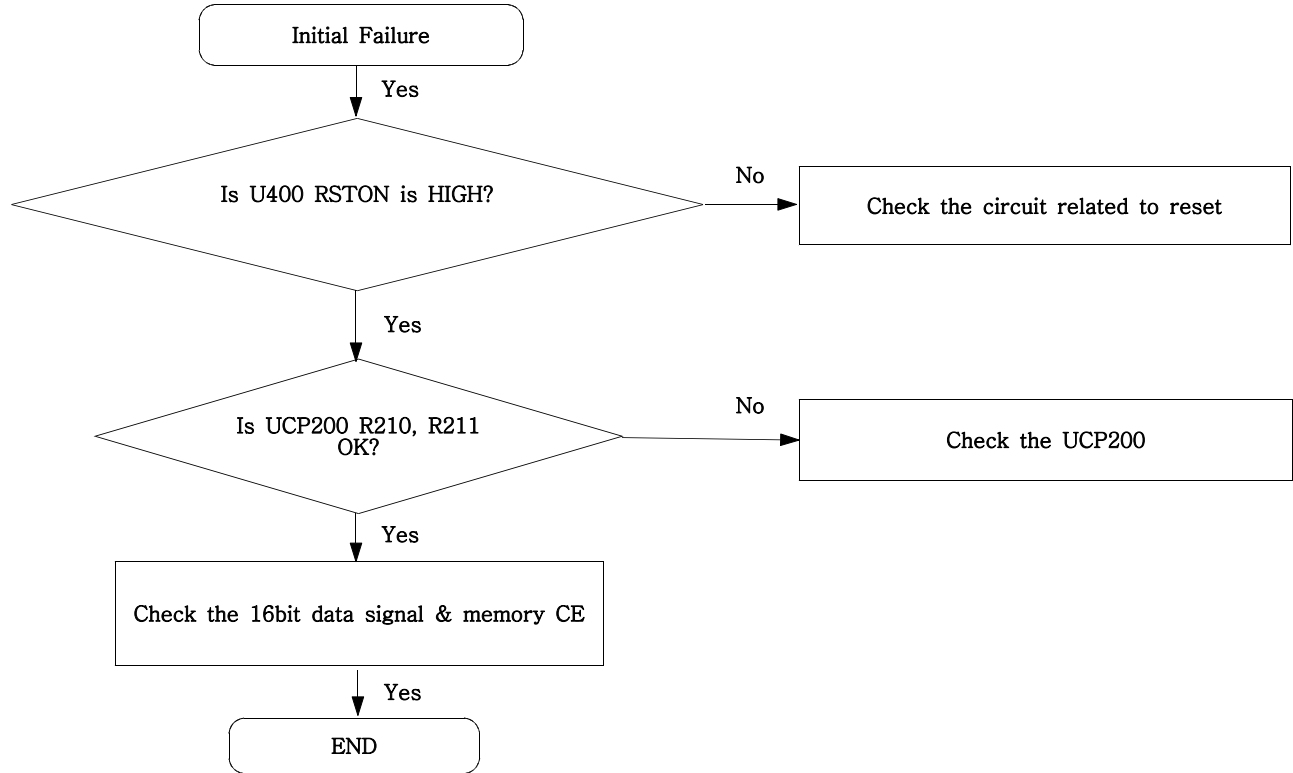 Initial Failure
Yes
Is U400 RSTON is HIGH?
No
Check the circuit related to reset
Yes
Is UCP200 R210, R211
OK?
No
Check the UCP200
Yes
Check the 16bit data signal & memory CE
Yes
END